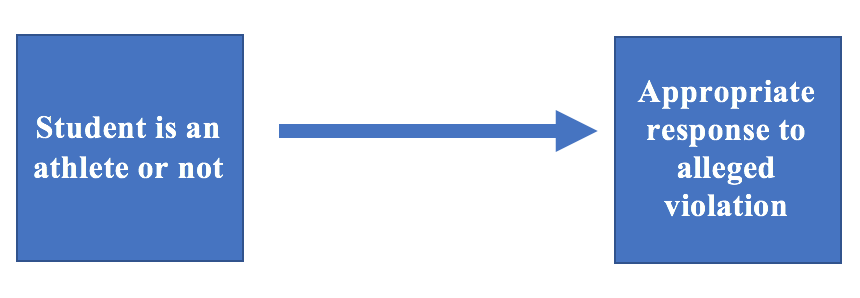 Student is an
athlete or not
Appropriate
response to
alleged
violation